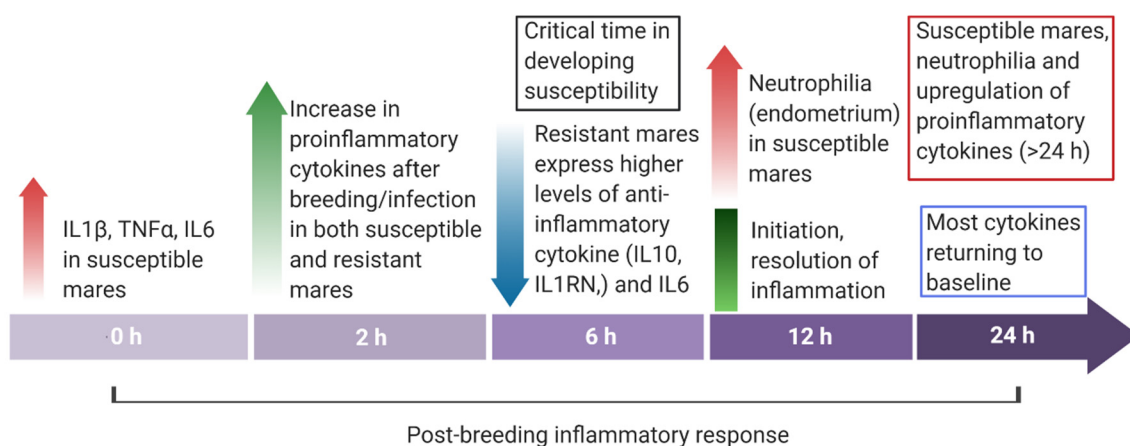 IL1β, TNFα, IL6
in susceptible
mares
Increase in
proinflammatory
cytokines after
breeding/infection
in both susceptible
and resistant
mares
Critical time in
developing
susceptibility
Resistant mares
express higher
levels of anti-
inflammatory
cytokine (IL10,
IL1RN,) and IL6
Neutrophilia
(endometrium)
in susceptible
mares
Initiation,
resolution of
inflammation
Susceptible mares,
neutrophilia and
upregulation of
proinflammatory
cytokines (>24 h)
Most cytokines
returning to
baseline
0 h
2 h
6 h
12 h
24 h
Post-breeding inflammatory response